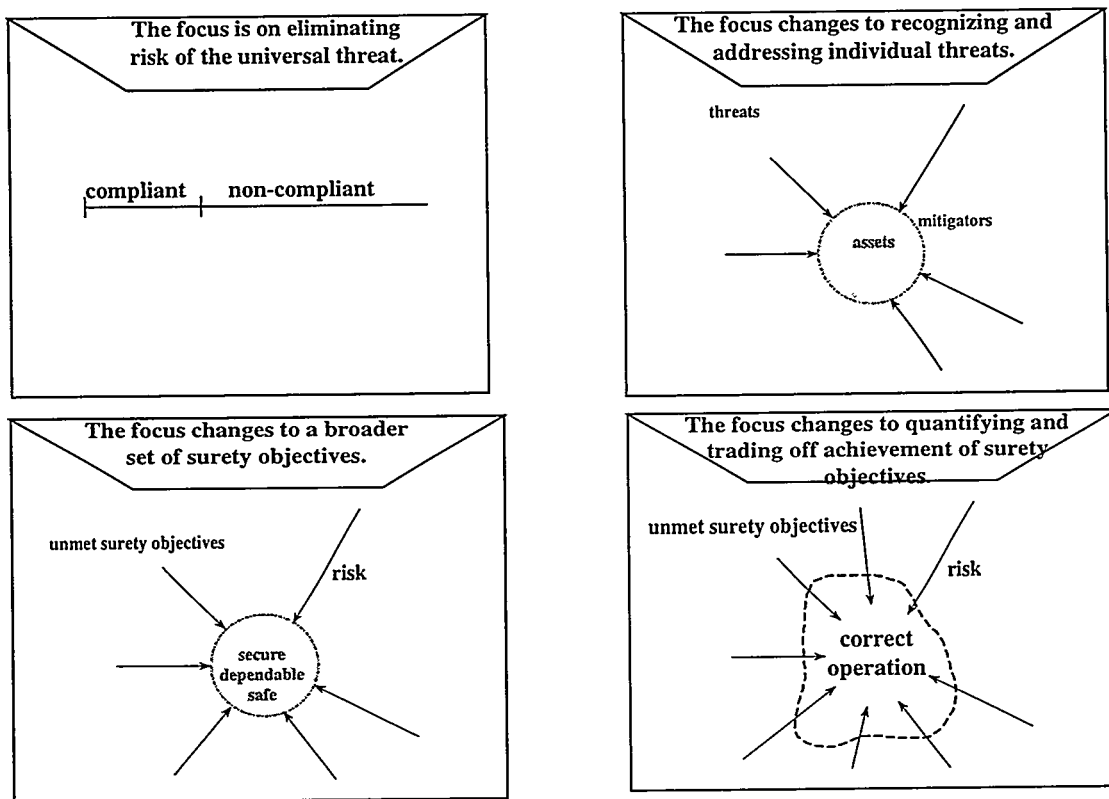 The focus is on eliminating
risk of the universal threat.
compliant
non-compliant
The focus changes to recognizing and
addressing individual threats.
threats
mitigators
assets
The focus changes to a broader
set of surety objectives.
unmet surety objectives
risk
secure
dependable
safe
The focus changes to quantifying and
trading off achievement of surety
objectives.
unmet surety objectives
risk
correct
operation